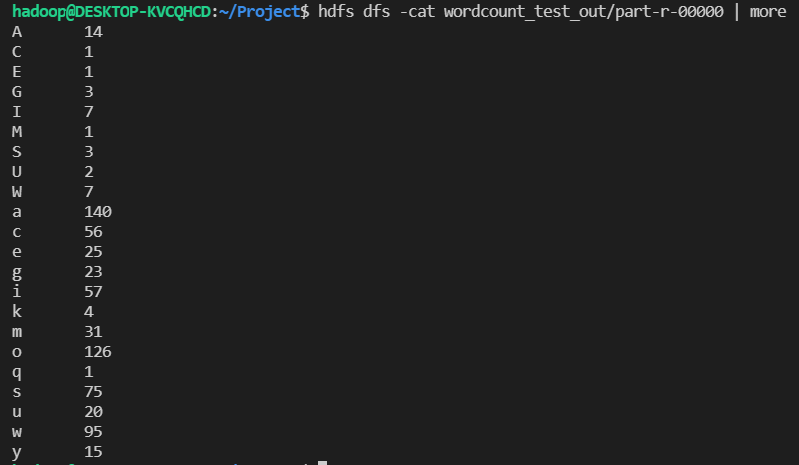 hadoop@DESKTOP-KVCQHCD:~/Project$ hdfs dfs -cat wordcount_test_out/part-r-00000 | more
A 14
C 1
E 1
G 3
I 7
M 1
S 3
U 2
W 7
a 140
c 56
e 25
g 23
i 57
k 4
m 31
o 126
q 1
s 75
u 20
w 95
y 15